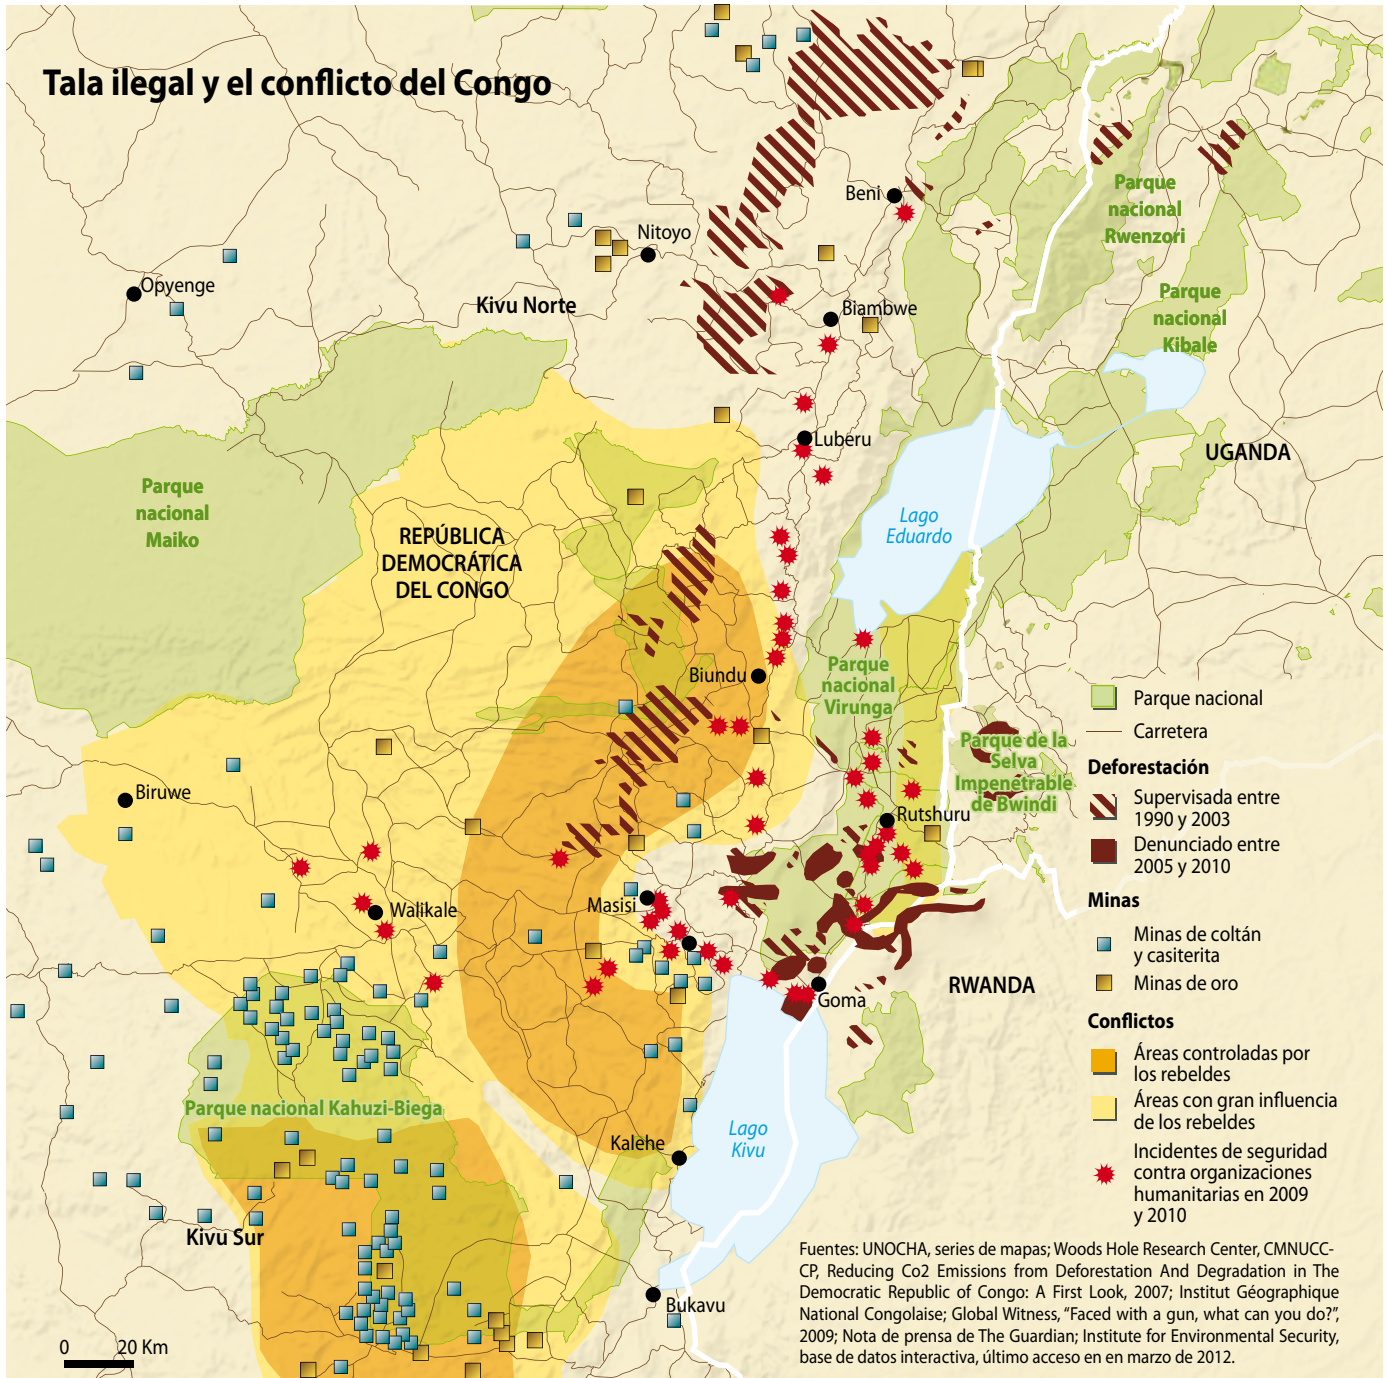 Tala ilegal y el conflicto del Congo
Beni
Nitoyo
Opyenge
Kivu Norte
Biambwe
Parque
nacional
Rwenzori
Parque
nacional
Kibale
Luberu
UGANDA
Parque
nacional
Maiko
REPÚBLICA
DEMOCRÁTICA
DEL CONGO
Lago
Eduardo
Biundu
Parque
nacional
Virunga
Parque de la
Selva
Impenetrable
de Bwindi
Biruwe
Rutshuru
Masisi
Walikale
Goma
RWANDA
Parque nacional Kahuzi-Biega
Kalehe
Lago
Kivu
Kivu Sur
Bukavu
0 20 Km
Parque nacional
Carretera
Deforestación
Supervisada entre
1990 y 2003
Denunciado entre
2005 y 2010
Minas
Minas de coltán
y casiterita
Minas de oro
Conflictos
Áreas controladas por
los rebeldes
Áreas con gran influencia
de los rebeldes
Incidentes de seguridad
contra organizaciones
humanitarias en 2009
y 2010
Fuentes: UNOCHA, series de mapas; Woods Hole Research Center, CMNUCC-
CP, Reducing Co2 Emissions from Deforestation And Degradation in The
Democratic Republic of Congo: A First Look, 2007; Institut Géographique
National Congolaise; Global Witness, “Faced with a gun, what can you do?”,
2009; Nota de prensa de The Guardian; Institute for Environmental Security,
base de datos interactiva, último acceso en en marzo de 2012.